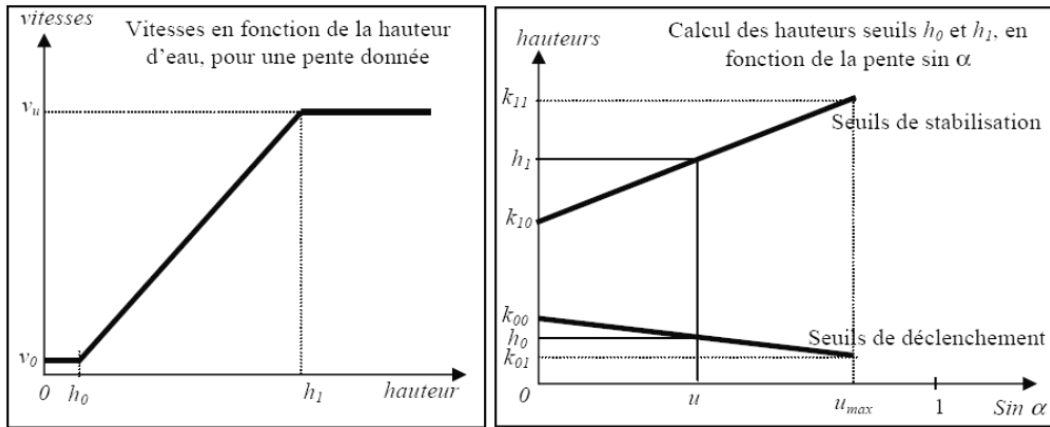 vitesses
Vitesses en fonction de la hauteur
d'eau, pour une pente donnée
v_u
v_0
0
h_0
h_1
hauteur
hauteurs
Calcul des hauteurs seuils h_0 et h_1, en
fonction de la pente sin α
k_11
Seuils de stabilisation
h_1
k_10
k_00
h_0
Seuils de déclenchement
k_01
0
u
u_max
1
Sin α